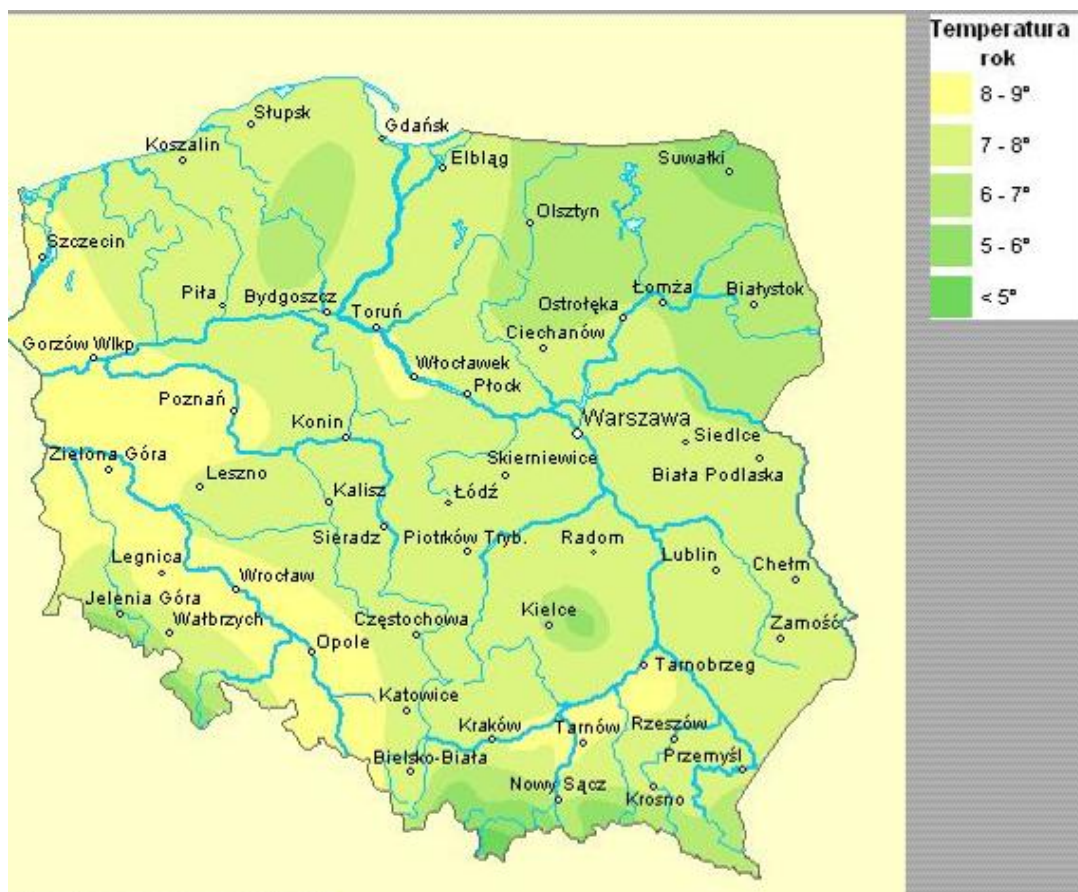 Temperatura
rok
8 - 9°
7 - 8°
6 - 7°
5 - 6°
< 5°
Słupsk
Gdańsk
Koszalin
Elbląg
Suwałki
Olsztyn
Szczecin
Piła
Bydgoszcz
Toruń
Ostrołęka
Łomża
Białystok
Ciechanów
Gorzów Wlkp
Włocławek
Płock
Poznań
Konin
Warszawa
Siedlce
Zielona Góra
Leszno
Skierniewice
Biała Podlaska
Kalisz
Łódź
Sieradz
Piotrków Tryb.
Radom
Lublin
Chełm
Legnica
Wrocław
Jelenia Góra
Wałbrzych
Częstochowa
Kielce
Zamość
Opole
Tarnobrzeg
Katowice
Kraków
Tarnów
Rzeszów
Bielsko-Biała
Przemyśl
Nowy Sącz
Krosno